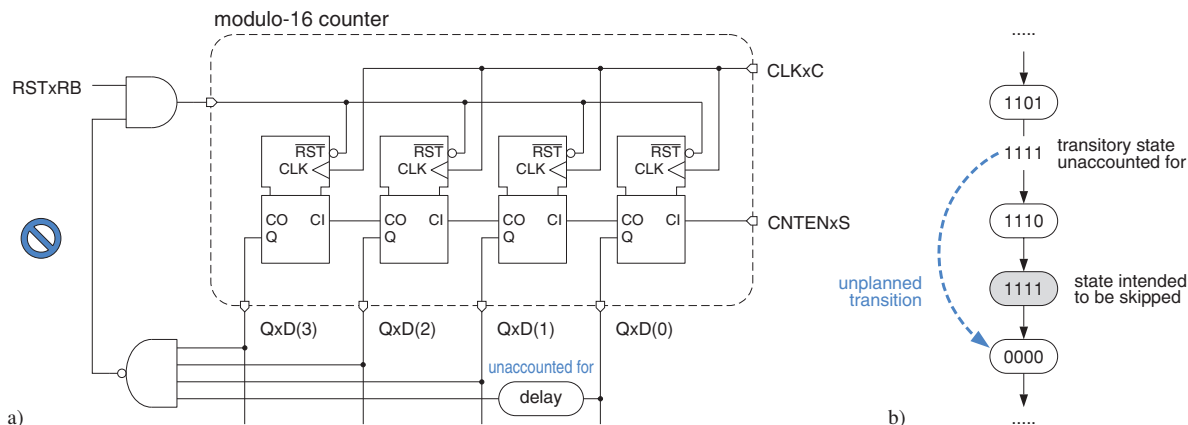 modulo-16 counter
RSTxRB
CLKxC
RST
CLK
RST
CLK
RST
CLK
RST
CLK
CO
CI
Q
CO
CI
Q
CO
CI
Q
CO
CI
Q
CNTENxS
QxD(3)
QxD(2)
QxD(1)
QxD(0)
unaccounted for
delay
a)
.....
1101
1111
transitory state
unaccounted for
1110
unplanned
transition
1111
state intended
to be skipped
0000
b)
.....